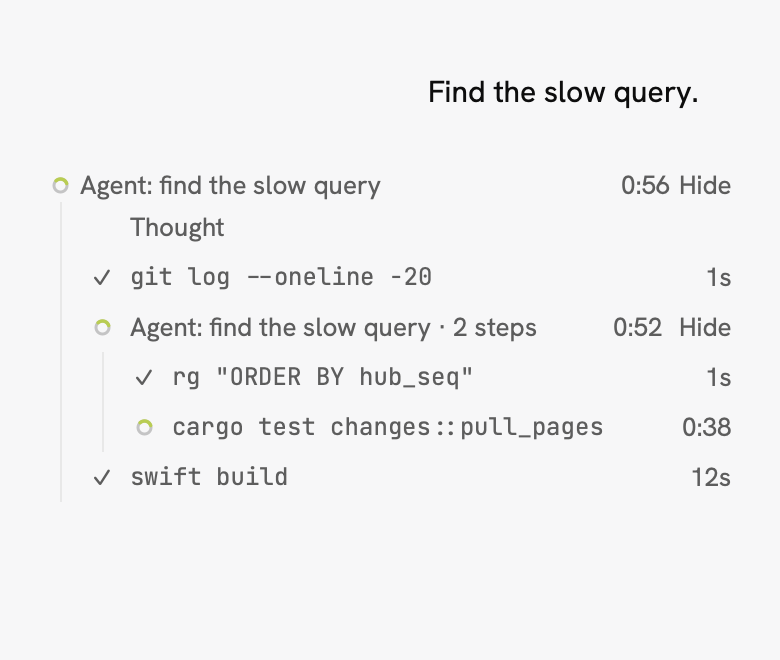 Find the slow query.
Agent: find the slow query 0:56 Hide
Thought
✓ git log --oneline -20 1s
Agent: find the slow query · 2 steps 0:52 Hide
✓ rg "ORDER BY hub_seq" 1s
cargo test changes::pull_pages 0:38
✓ swift build 12s